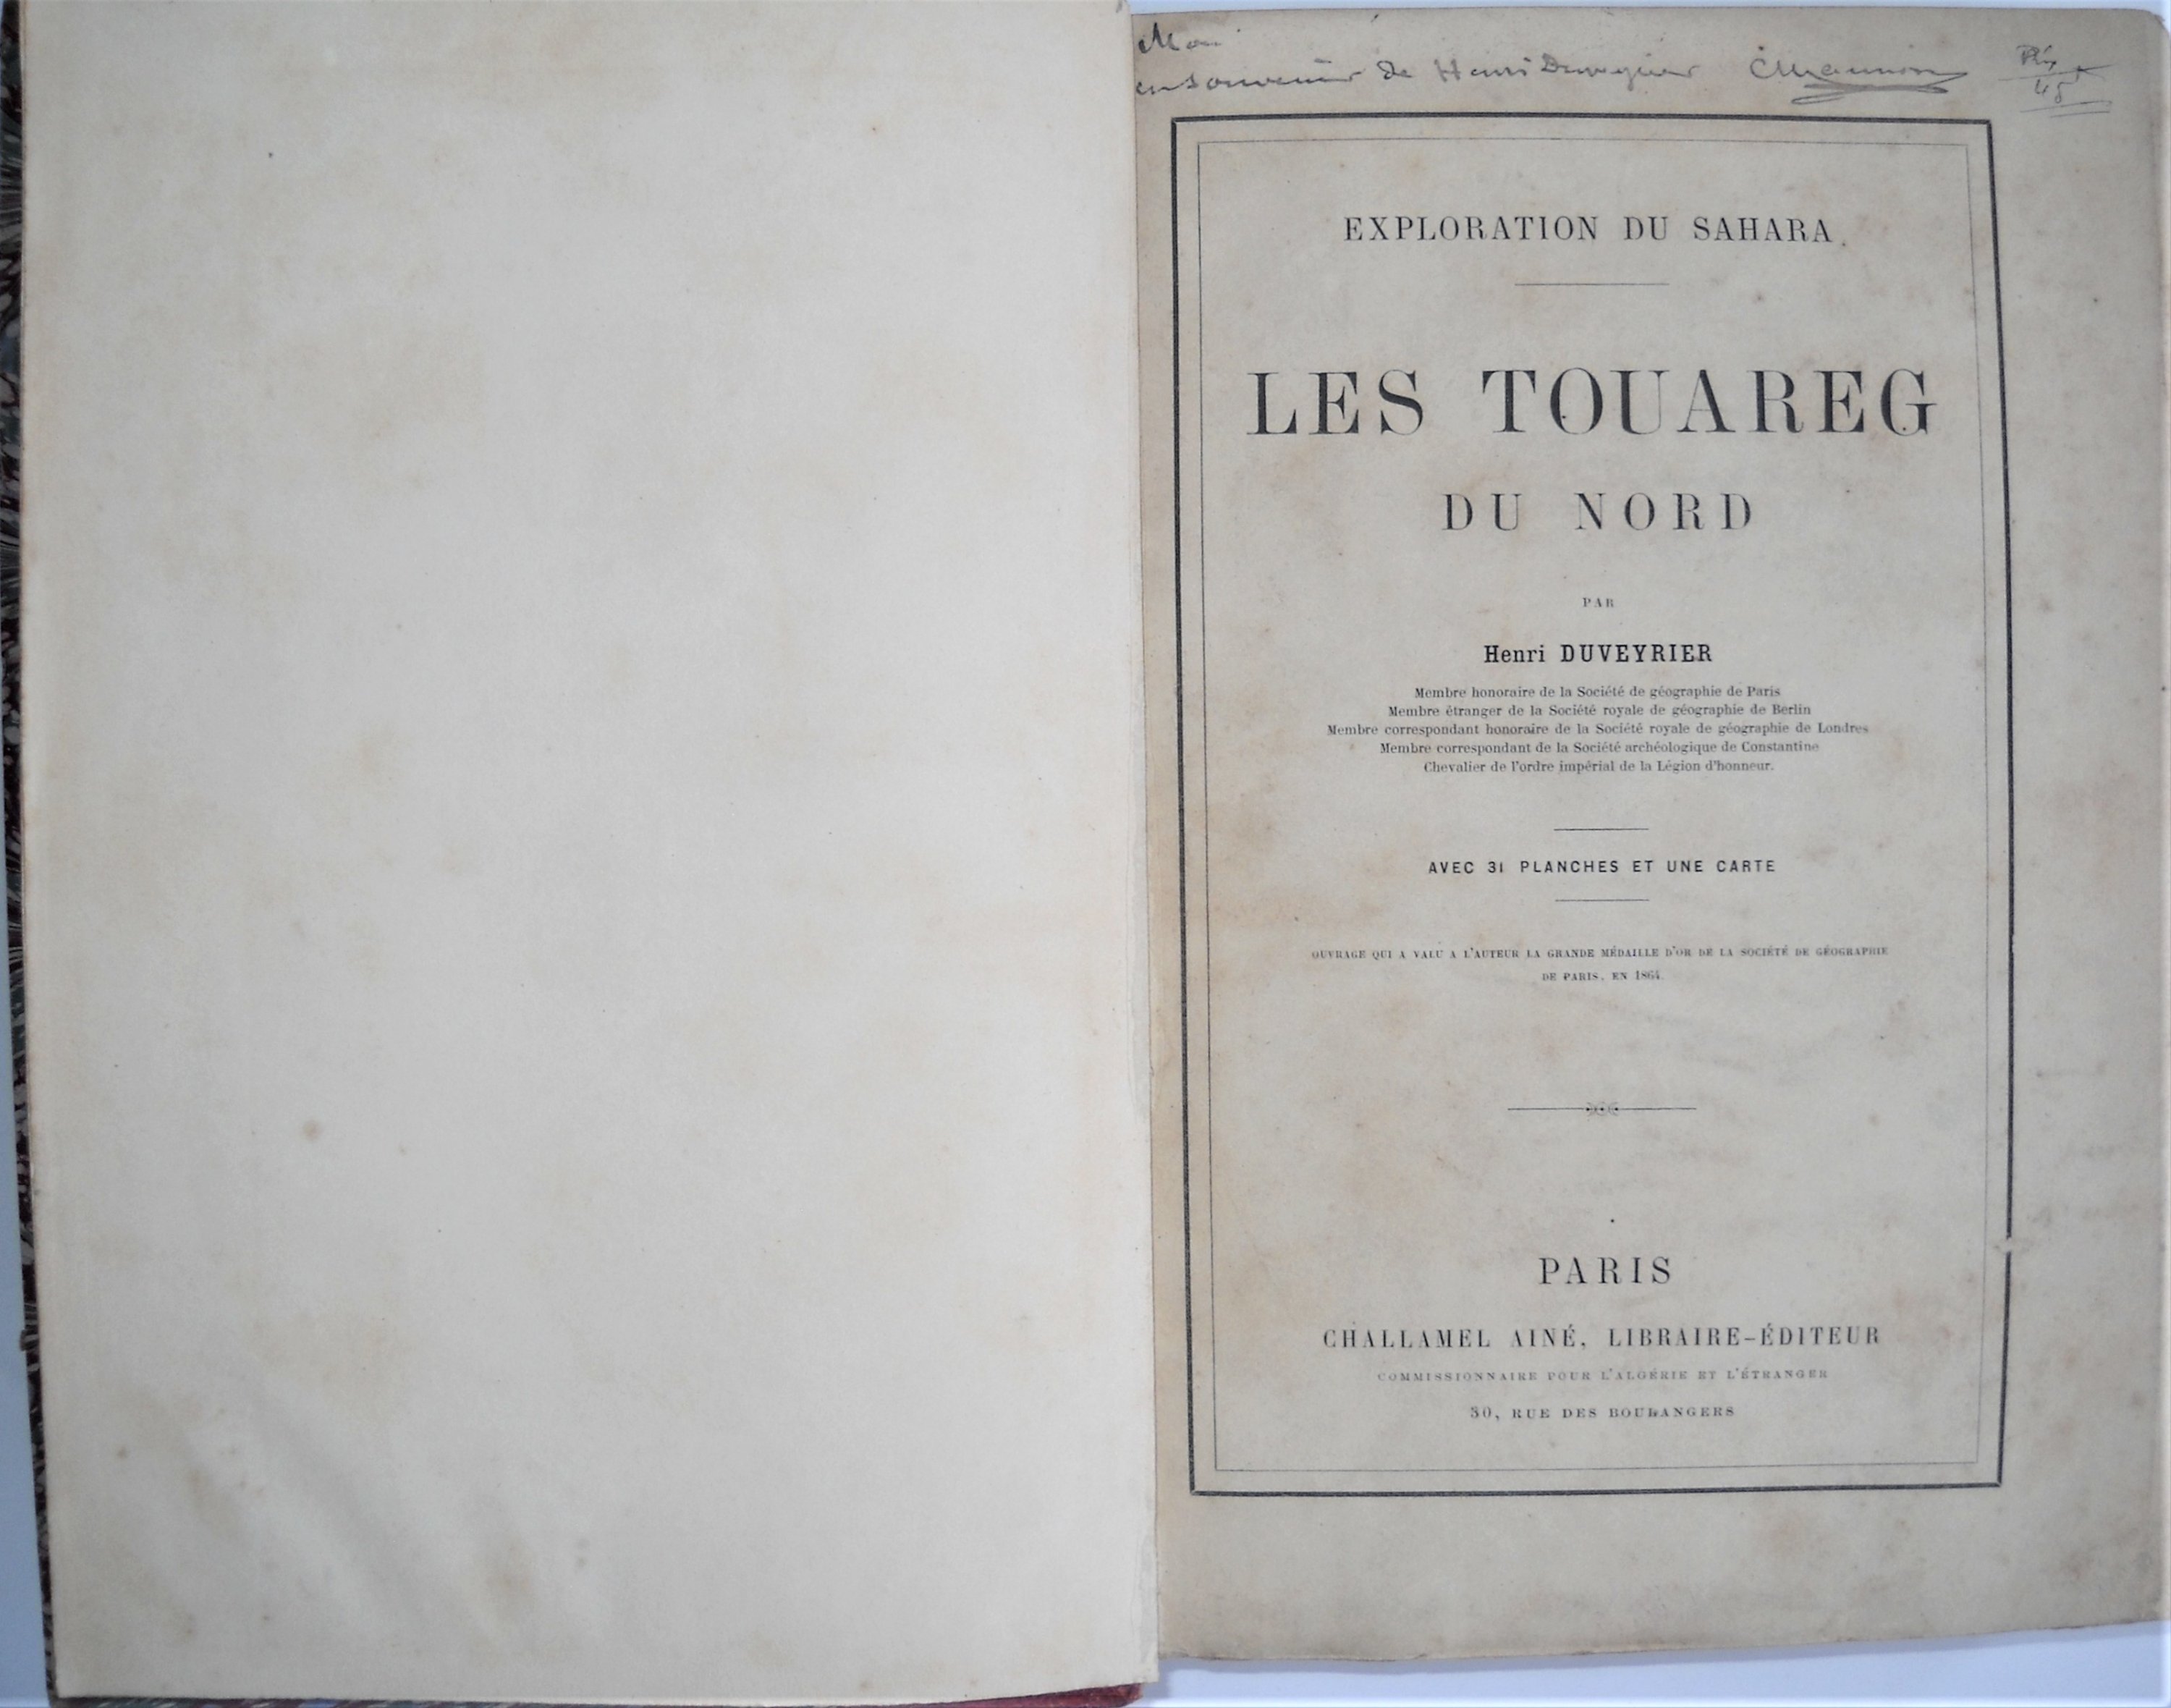 en souvenir de Henri Duveyrier
EXPLORATION DU SAHARA
LES TOUAREG
DU NORD
PAR
Henri DUVEYRIER
Membre honoraire de la Société de géographie de Paris
Membre étranger de la Société royale de géographie de Berlin
Membre correspondant honoraire de la Société royale de géographie de Londres
Membre correspondant de la Société archéologique de Constantine
Chevalier de l'ordre impérial de la Légion d'honneur.
AVEC 31 PLANCHES ET UNE CARTE
OUVRAGE QUI A VALU A L'AUTEUR LA GRANDE MÉDAILLE D'OR DE LA SOCIÉTÉ DE GÉOGRAPHIE
DE PARIS, EN 1864.
PARIS
CHALLAMEL AINÉ, LIBRAIRE-ÉDITEUR
COMMISSIONNAIRE POUR L'ALGÉRIE ET L'ÉTRANGER
30, RUE DES BOULANGERS